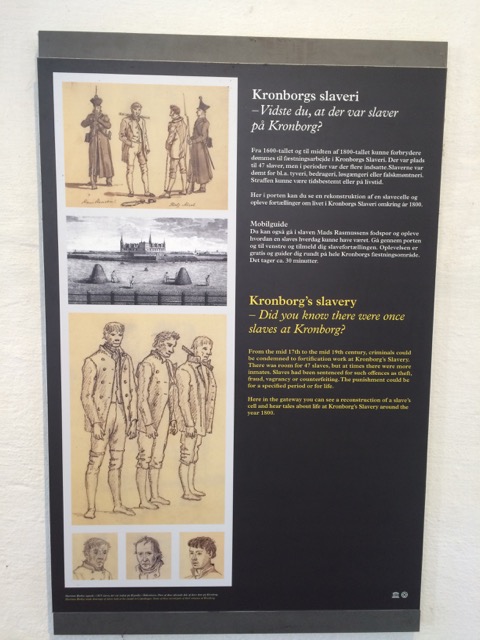 Kronborgs slaveri
– Vidste du, at der var slaver
på Kronborg?
Fra 1600-tallet og til midten af 1800-tallet kunne forbrydere
dømmes til fæstningsarbejde i Kronborgs Slaveri. Der var plads
til 47 slaver, men i perioder var der flere indsatte. Slaverne var
dømt for bl.a. tyveri, bedrageri, løsgængeri eller falskmøntneri.
Straffen kunne være tidsbestemt eller på livstid.
Her i porten kan du se en rekonstruktion af en slavecelle og
opleve fortællinger om livet i Kronborgs Slaveri omkring år 1800.
Mobilguide
Du kan også gå i slaven Mads Rasmussens fodspor og opleve
hvordan en slaves hverdag kunne have været. Gå gennem porten
og til venstre og tilmeld dig slavefortællingen. Oplevelsen er
gratis og guider dig rundt på hele Kronborgs fæstningsområde.
Det tager ca. 30 minutter.
Kronborg's slavery
– Did you know there were once
slaves at Kronborg?
From the mid 17th to the mid 19th century, criminals could
be condemned to fortification work at Kronborg's Slavery.
There was room for 47 slaves, but at times there were more
inmates. Slaves had been sentenced for such offences as theft,
fraud, vagrancy or counterfeiting. The punishment could be
for a specified period or for life.
Here in the gateway you can see a reconstruction of a slave's
cell and hear tales about life at Kronborg's Slavery around the
year 1800.